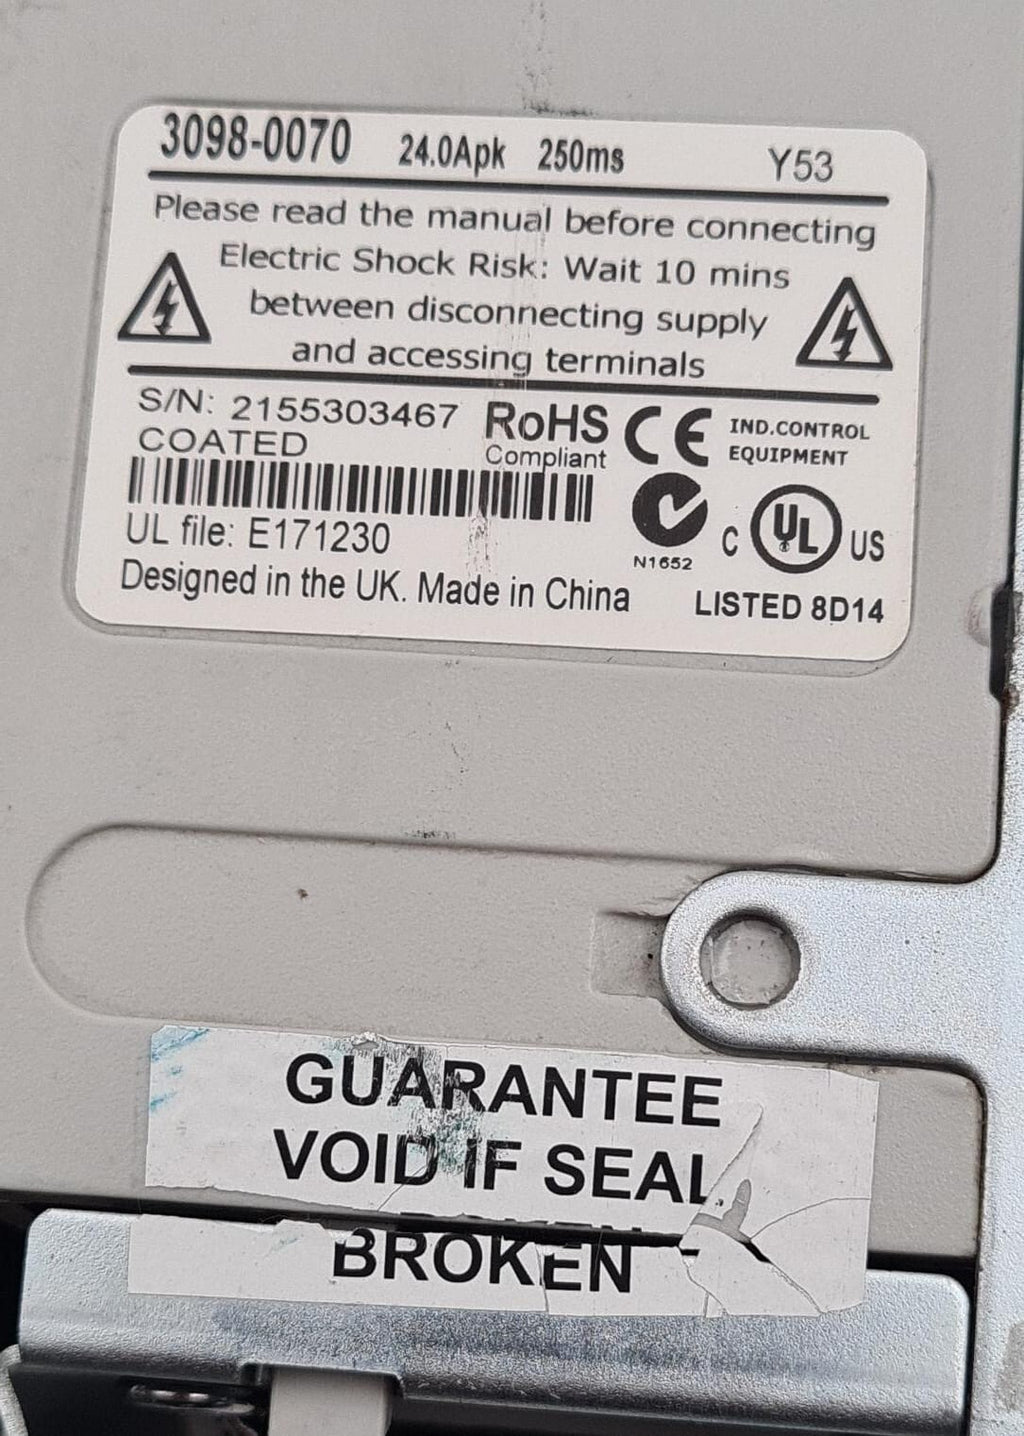 3098-0070 24.0Apk 250ms Y53
Please read the manual before connecting
Electric Shock Risk: Wait 10 mins
between disconnecting supply
and accessing terminals
S/N: 2155303467
COATED
RoHS
Compliant
CE
IND.CONTROL
EQUIPMENT
N1652
C UL US
UL file: E171230
Designed in the UK. Made in China
LISTED 8D14
GUARANTEE
VOID IF SEAL
BROKEN